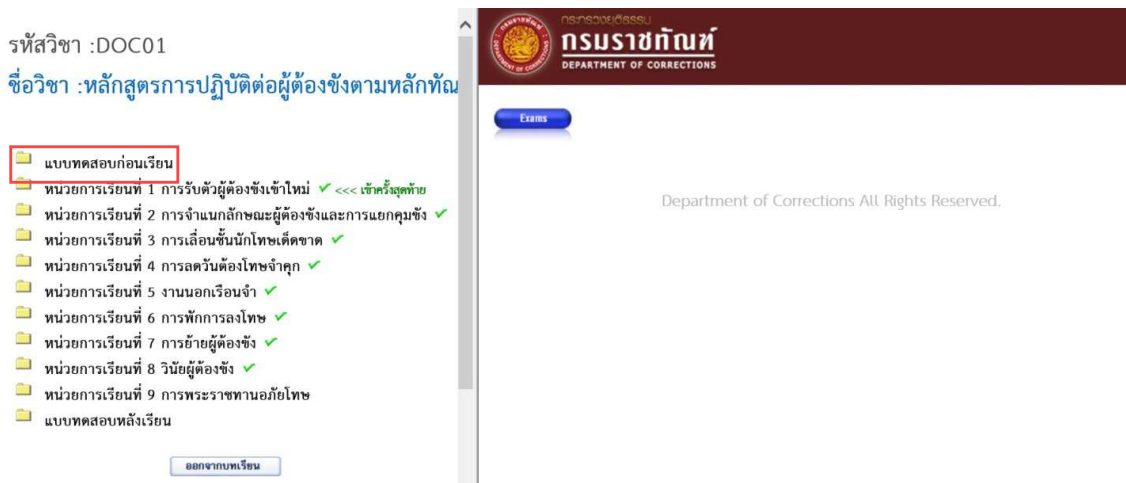 รหัสวิชา :DOC01
ชื่อวิชา :หลักสูตรการปฏิบัติต่อผู้ต้องขังตามหลักทัณ
แบบทดสอบก่อนเรียน
หน่วยการเรียนที่ 1 การรับตัวผู้ต้องขังเข้าใหม่ ✓ <<< เข้าครั้งสุดท้าย
หน่วยการเรียนที่ 2 การจำแนกลักษณะผู้ต้องขังและการแยกคุมขัง ✓
หน่วยการเรียนที่ 3 การเลื่อนชั้นนักโทษเด็ดขาด ✓
หน่วยการเรียนที่ 4 การลดวันต้องโทษจำคุก ✓
หน่วยการเรียนที่ 5 งานนอกเรือนจำ ✓
หน่วยการเรียนที่ 6 การพักการลงโทษ ✓
หน่วยการเรียนที่ 7 การย้ายผู้ต้องขัง ✓
หน่วยการเรียนที่ 8 วินัยผู้ต้องขัง ✓
หน่วยการเรียนที่ 9 การพระราชทานอภัยโทษ
แบบทดสอบหลังเรียน
ออกจากบทเรียน
กระทรวงยุติธรรม
กรมราชทัณฑ์
DEPARTMENT OF CORRECTIONS
Exams
Department of Corrections All Rights Reserved.